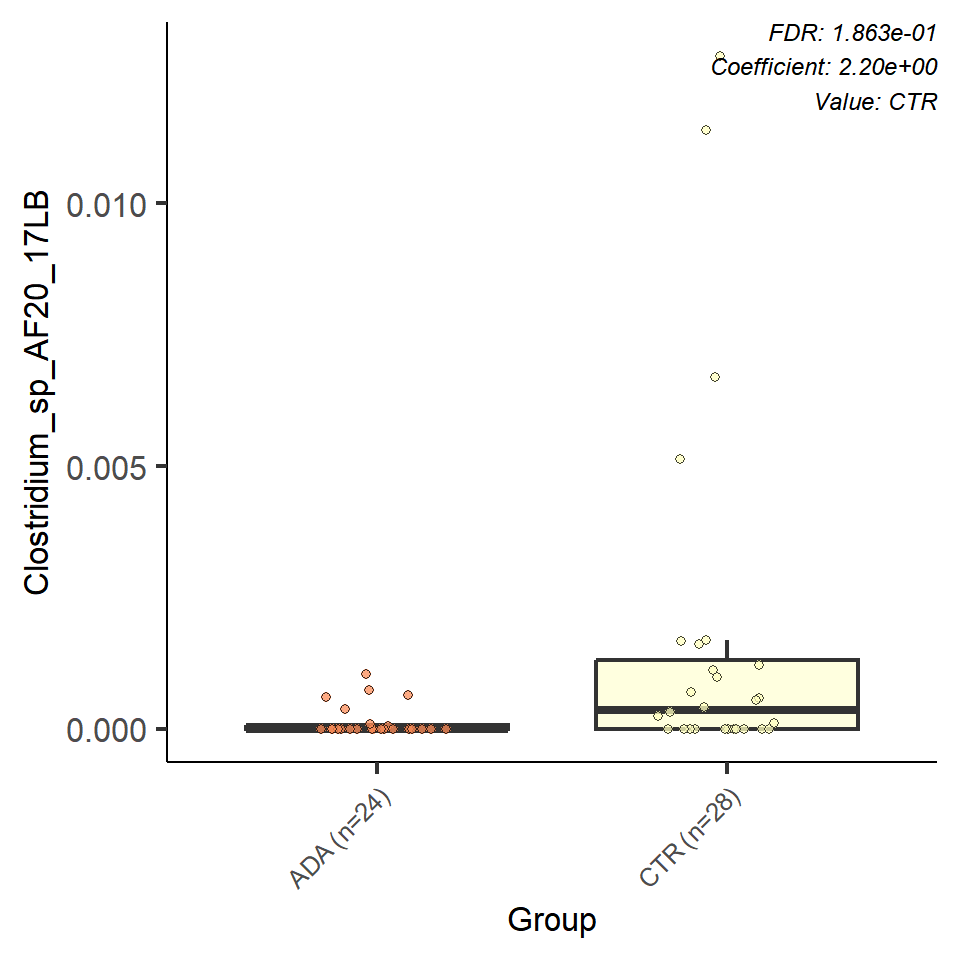 FDR: 1.863e-01
Coefficient: 2.20e+00
Value: CTR
Clostridium_sp_AF20_17LB
0.010
0.005
0.000
ADA (n=24)
CTR (n=28)
Group